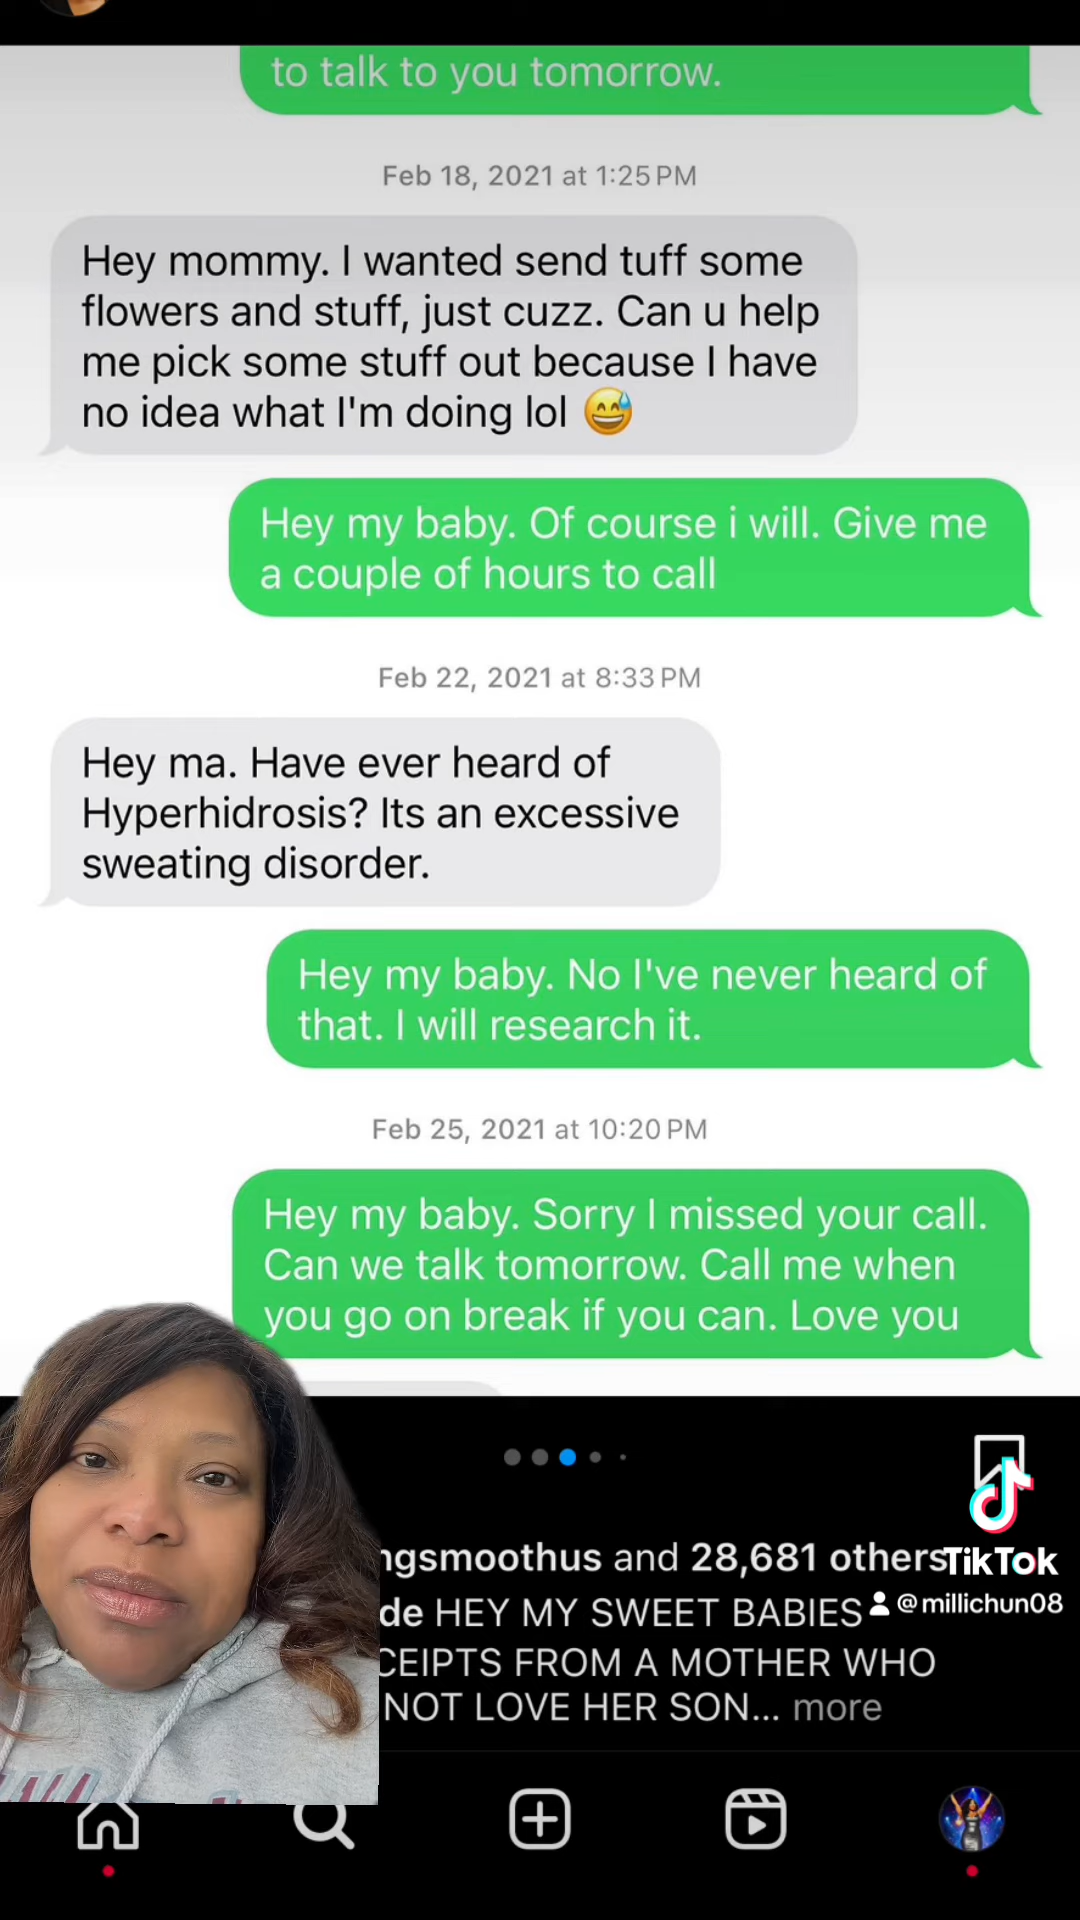 to talk to you tomorrow.
Feb 18, 2021 at 1:25 PM
Hey mommy. I wanted send tuff some
flowers and stuff, just cuzz. Can u help
me pick some stuff out because I have
no idea what I'm doing lol 😅
Hey my baby. Of course i will. Give me
a couple of hours to call
Feb 22, 2021 at 8:33 PM
Hey ma. Have ever heard of
Hyperhidrosis? Its an excessive
sweating disorder.
Hey my baby. No I've never heard of
that. I will research it.
Feb 25, 2021 at 10:20 PM
Hey my baby. Sorry I missed your call.
Can we talk tomorrow. Call me when
you go on break if you can. Love you
ngsmoothus and 28,681 others
TikTok
de HEY MY SWEET BABIES
@millichun08
CEIPTS FROM A MOTHER WHO
NOT LOVE HER SON... more